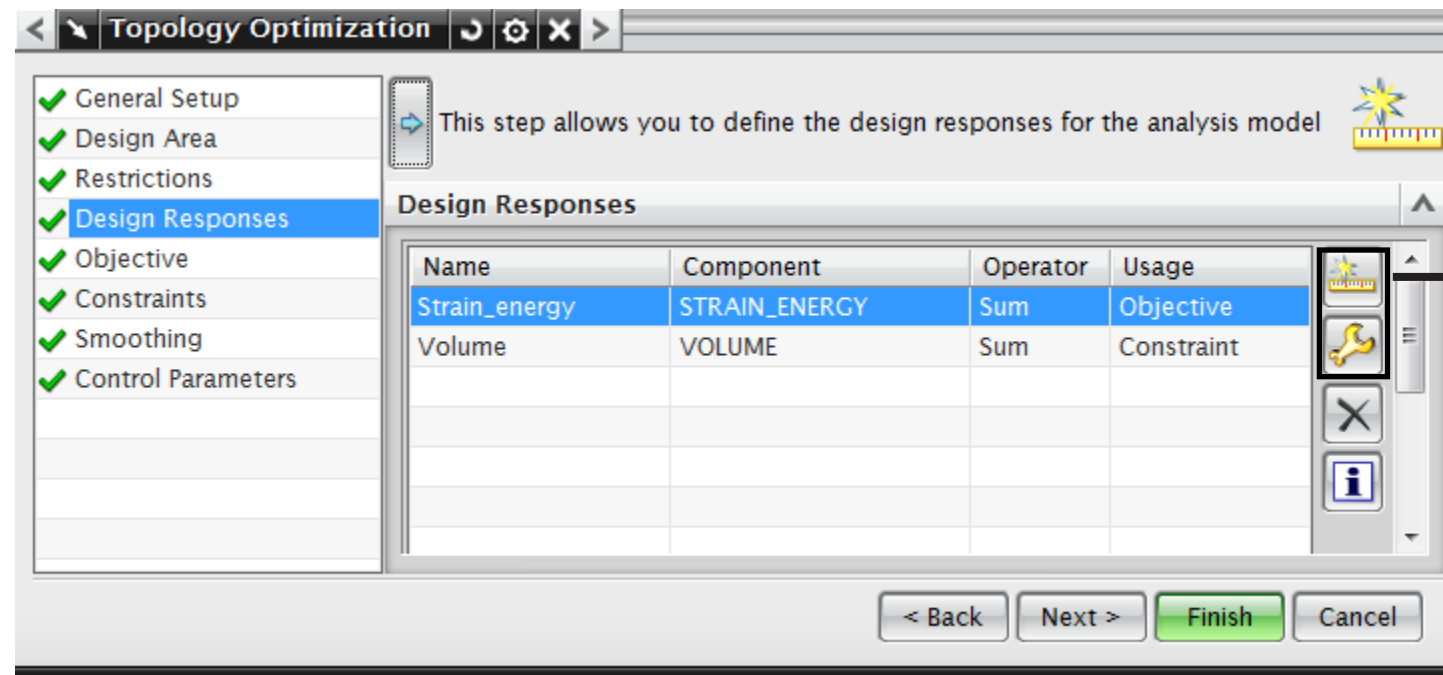 Topology Optimization
General Setup
Design Area
Restrictions
Design Responses
Objective
Constraints
Smoothing
Control Parameters
This step allows you to define the design responses for the analysis model
Design Responses
Name Component Operator Usage
Strain_energy STRAIN_ENERGY Sum Objective
Volume VOLUME Sum Constraint
< Back Next > Finish Cancel